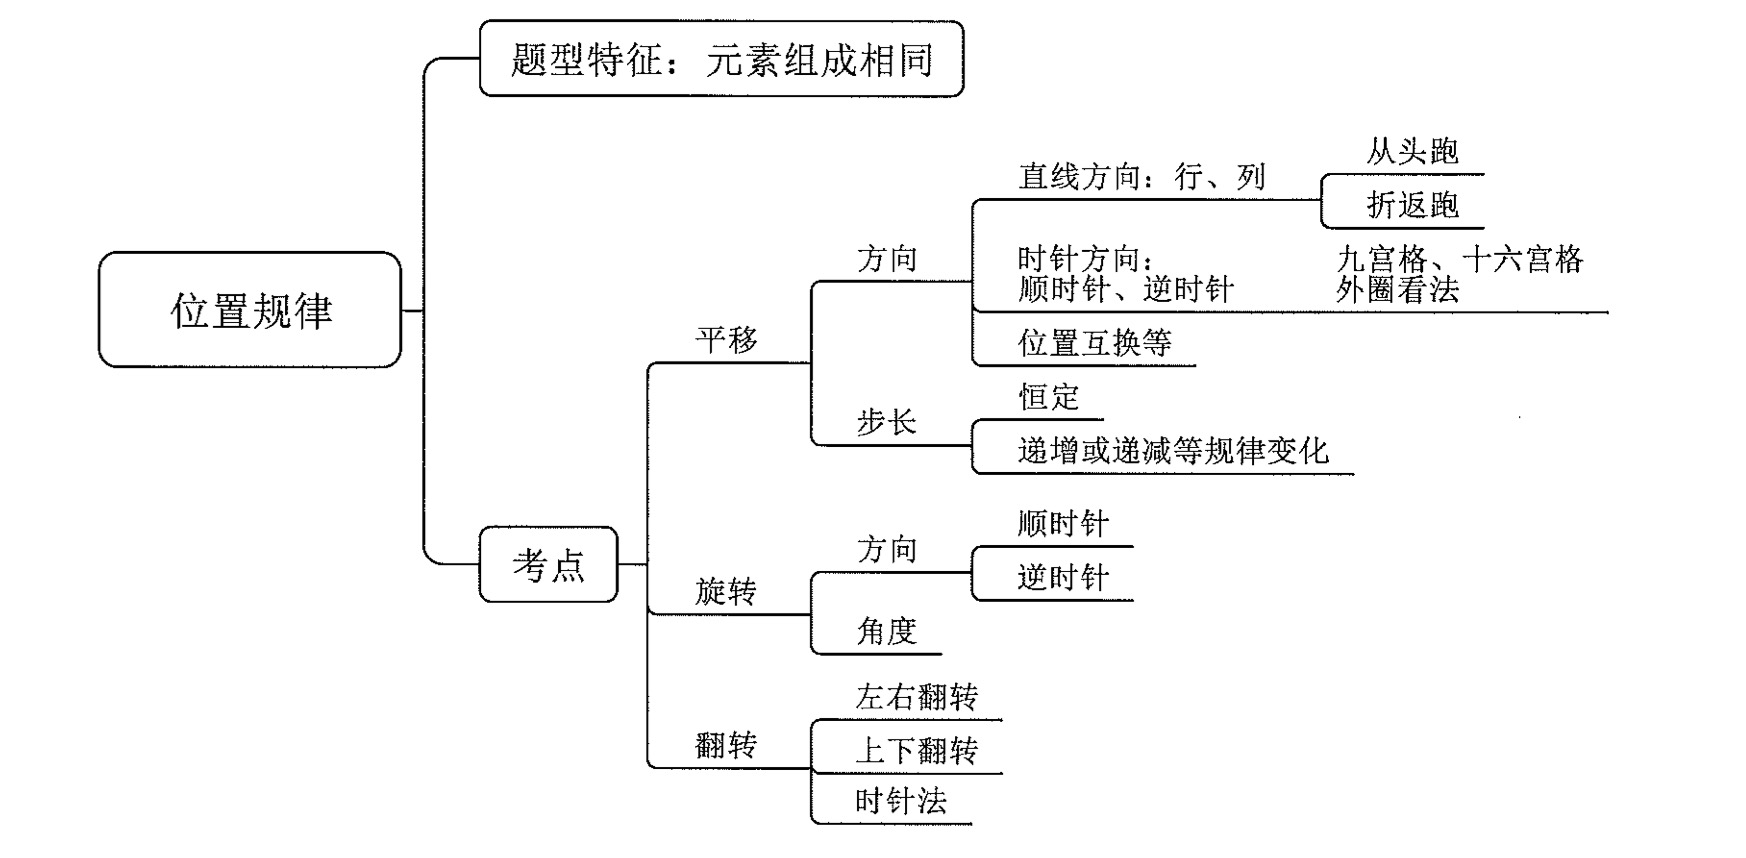 题型特征：元素组成相同
从头跑
直线方向：行、列
折返跑
方向
时针方向：
九宫格、十六宫格
顺时针、逆时针
外圈看法
位置规律
平移
位置互换等
恒定
步长
递增或递减等规律变化
顺时针
方向
考点
逆时针
旋转
角度
左右翻转
翻转
上下翻转
时针法